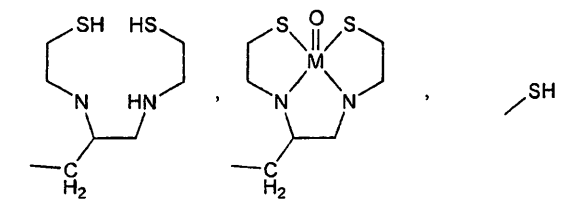 O
SH HS S S
M
SH
N HN , N N ,
C C
H₂ H₂